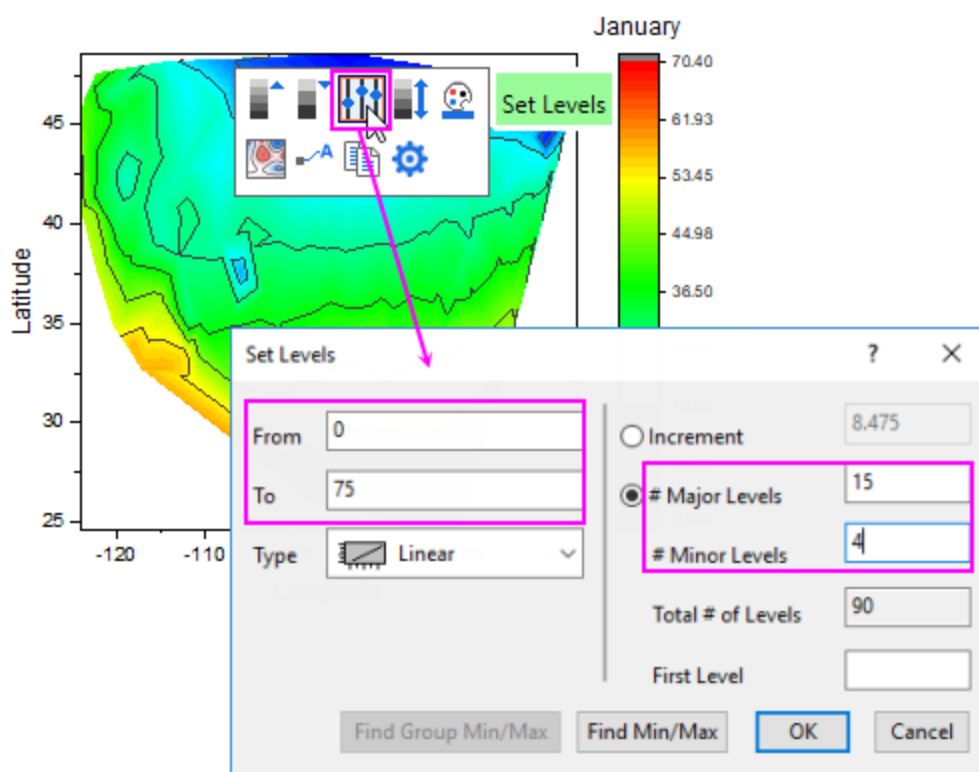 January
70.40
Set Levels
61.93
45
53.45
40
44.98
36.50
Latitude
35
30
25
-120
-110
Set Levels
?
From
0
Increment
8.475
To
75
# Major Levels
15
Type
Linear
# Minor Levels
4
Total # of Levels
90
First Level
Find Group Min/Max
Find Min/Max
OK
Cancel
A